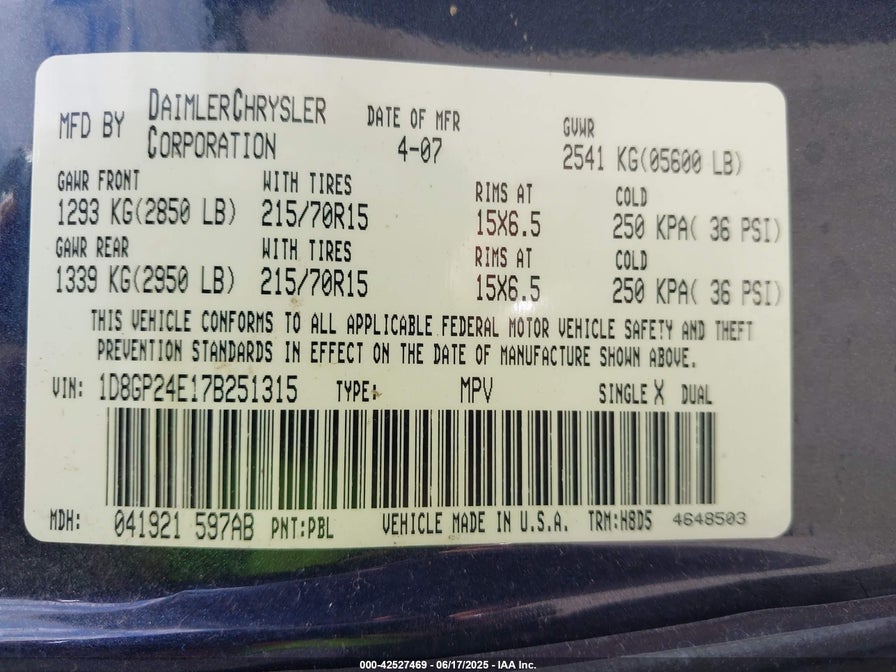 MFD BY DAIMLERCHRYSLER CORPORATION DATE OF MFR 4-07 GVWR 2541 KG(05600 LB)
GAWR FRONT WITH TIRES RIMS AT COLD
1293 KG(2850 LB) 215/70R15 15X6.5 250 KPA( 36 PSI)
GAWR REAR WITH TIRES RIMS AT COLD
1339 KG(2950 LB) 215/70R15 15X6.5 250 KPA( 36 PSI)
THIS VEHICLE CONFORMS TO ALL APPLICABLE FEDERAL MOTOR VEHICLE SAFETY AND THEFT
PREVENTION STANDARDS IN EFFECT ON THE DATE OF MANUFACTURE SHOWN ABOVE.
VIN: 1D8GP24E17B251315 TYPE: MPV SINGLE X DUAL
MDH: 041921 597AB PNT:PBL VEHICLE MADE IN U.S.A. TRM:H8D5 4648503
000-42527469 - 06/17/2025 - IAA Inc.